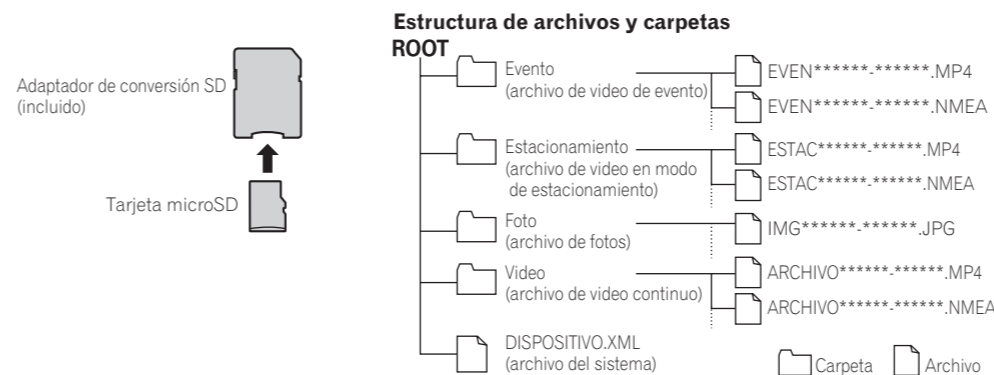 Estructura de archivos y carpetas
ROOT
Adaptador de conversión SD
(incluido)
Tarjeta microSD
Evento
(archivo de video de evento)
EVEN******-******.MP4
EVEN******-******.NMEA
Estacionamiento
(archivo de video en modo
de estacionamiento)
ESTAC******-******.MP4
ESTAC******-******.NMEA
Foto
(archivo de fotos)
IMG******-******.JPG
Video
(archivo de video continuo)
ARCHIVO******-******.MP4
ARCHIVO******-******.NMEA
DISPOSITIVO.XML
(archivo del sistema)
Carpeta
Archivo